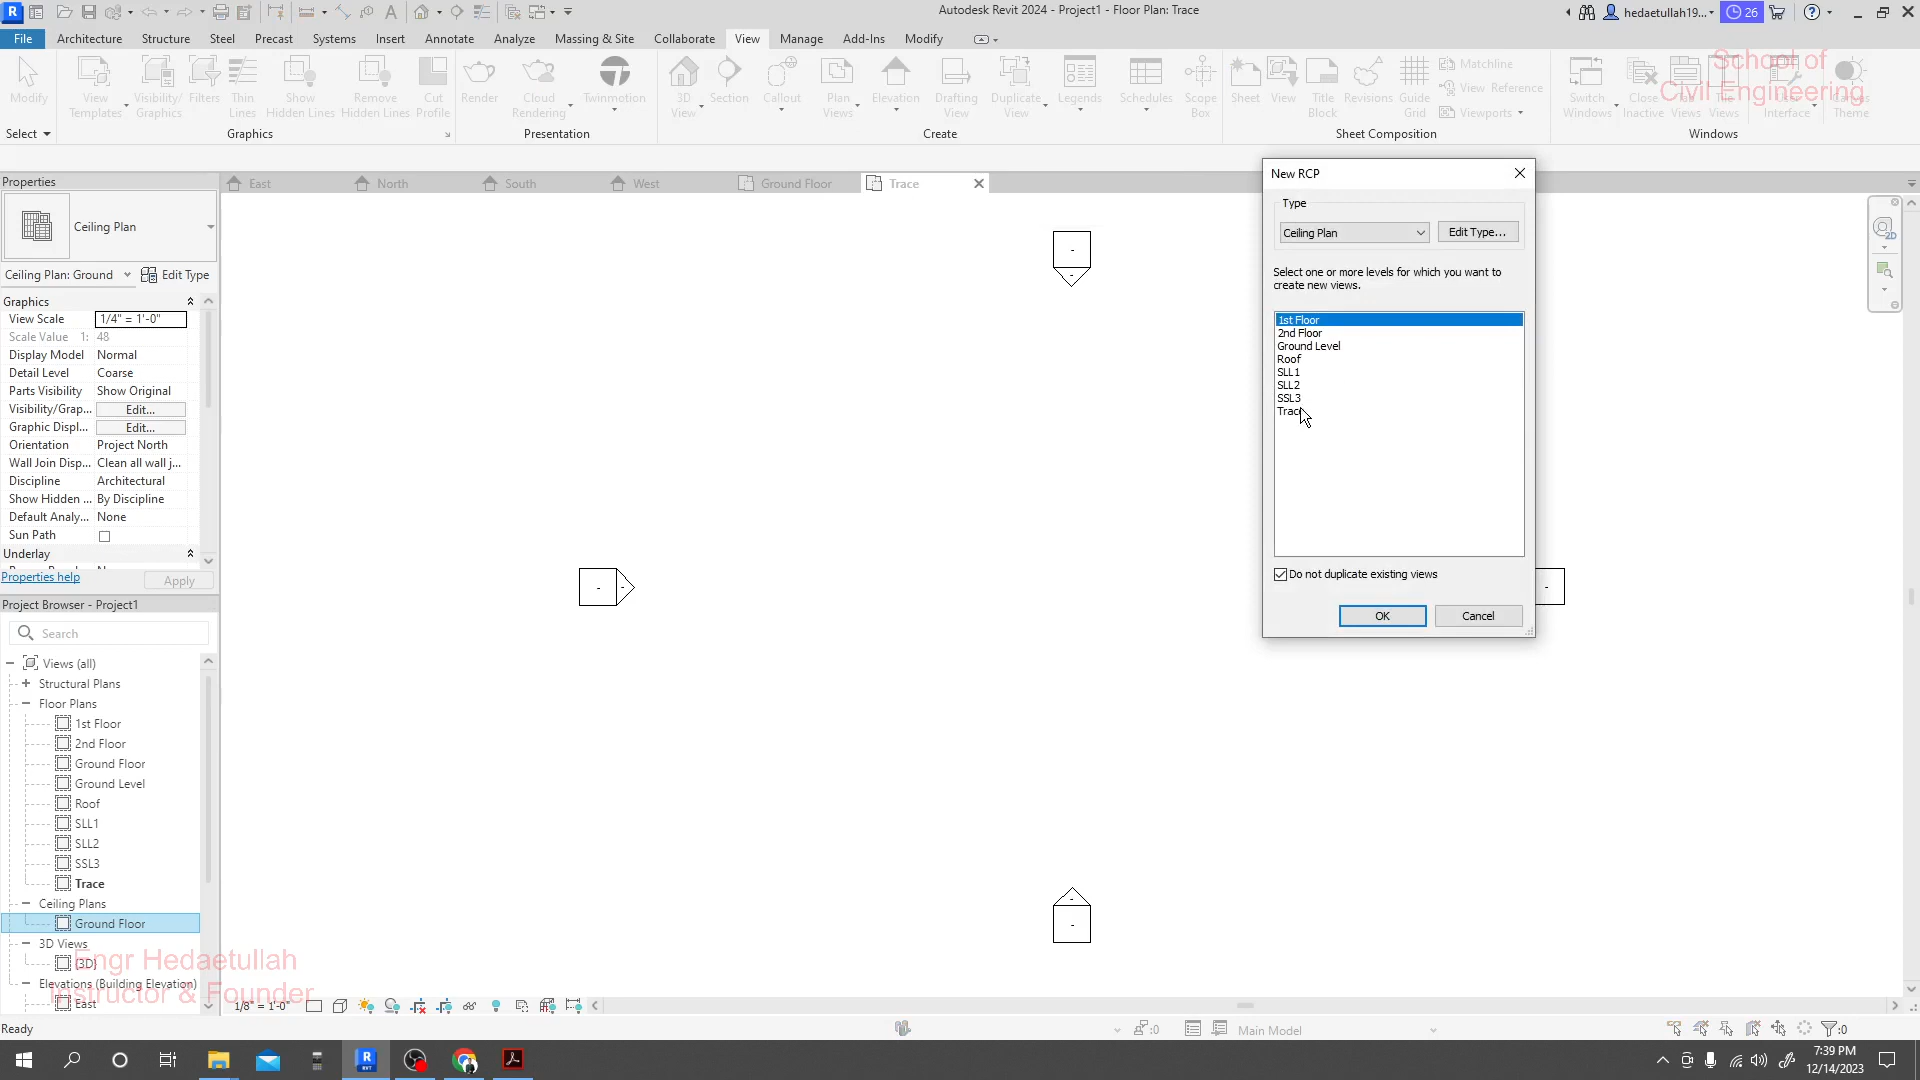 Autodesk Revit 2024 - Project1 - Floor Plan: Trace
hedaetullah19...
26
File Architecture Structure Steel Precast Systems Insert Annotate Analyze Massing & Site Collaborate View Manage Add-Ins Modify
Modify
View Templates
Visibility/ Graphics
Filters
Thin Lines
Show Hidden Lines
Remove Hidden Lines
Cut Profile
Render
Cloud Rendering
Twinmotion
3D View
Section
Callout
Plan Views
Elevation
Drafting View
Duplicate View
Legends
Schedules
Scope Box
Sheet
View
Title Block
Revisions
Guide Grid
Matchline
View Reference
Viewports
Switch Windows
Close Inactive
Tab Views
Tile Views
User Interface
Canvas Theme
School of
Civil Engineering
Select Graphics Presentation Create Sheet Composition Windows
Properties
East North South West Ground Floor Trace
Ceiling Plan
Ceiling Plan: Ground Edit Type
Graphics
View Scale 1/4" = 1'-0"
Scale Value 1: 48
Display Model Normal
Detail Level Coarse
Parts Visibility Show Original
Visibility/Grap... Edit...
Graphic Displ... Edit...
Orientation Project North
Wall Join Disp... Clean all wall j...
Discipline Architectural
Show Hidden ... By Discipline
Default Analy... None
Sun Path
Underlay
Properties help Apply
Project Browser - Project1
Search
Views (all)
Structural Plans
Floor Plans
1st Floor
2nd Floor
Ground Floor
Ground Level
Roof
SLL1
SLL2
SSL3
Trace
Ceiling Plans
Ground Floor
3D Views
{3D}
Elevations (Building Elevation)
East
Engr Hedaetullah
Instructor & Founder
New RCP
Type
Ceiling Plan Edit Type...
Select one or more levels for which you want to
create new views.
1st Floor
2nd Floor
Ground Level
Roof
SLL1
SLL2
SSL3
Trace
Do not duplicate existing views
OK Cancel
1/8" = 1'-0"
Ready
:0
Main Model
:0
7:39 PM
12/14/2023